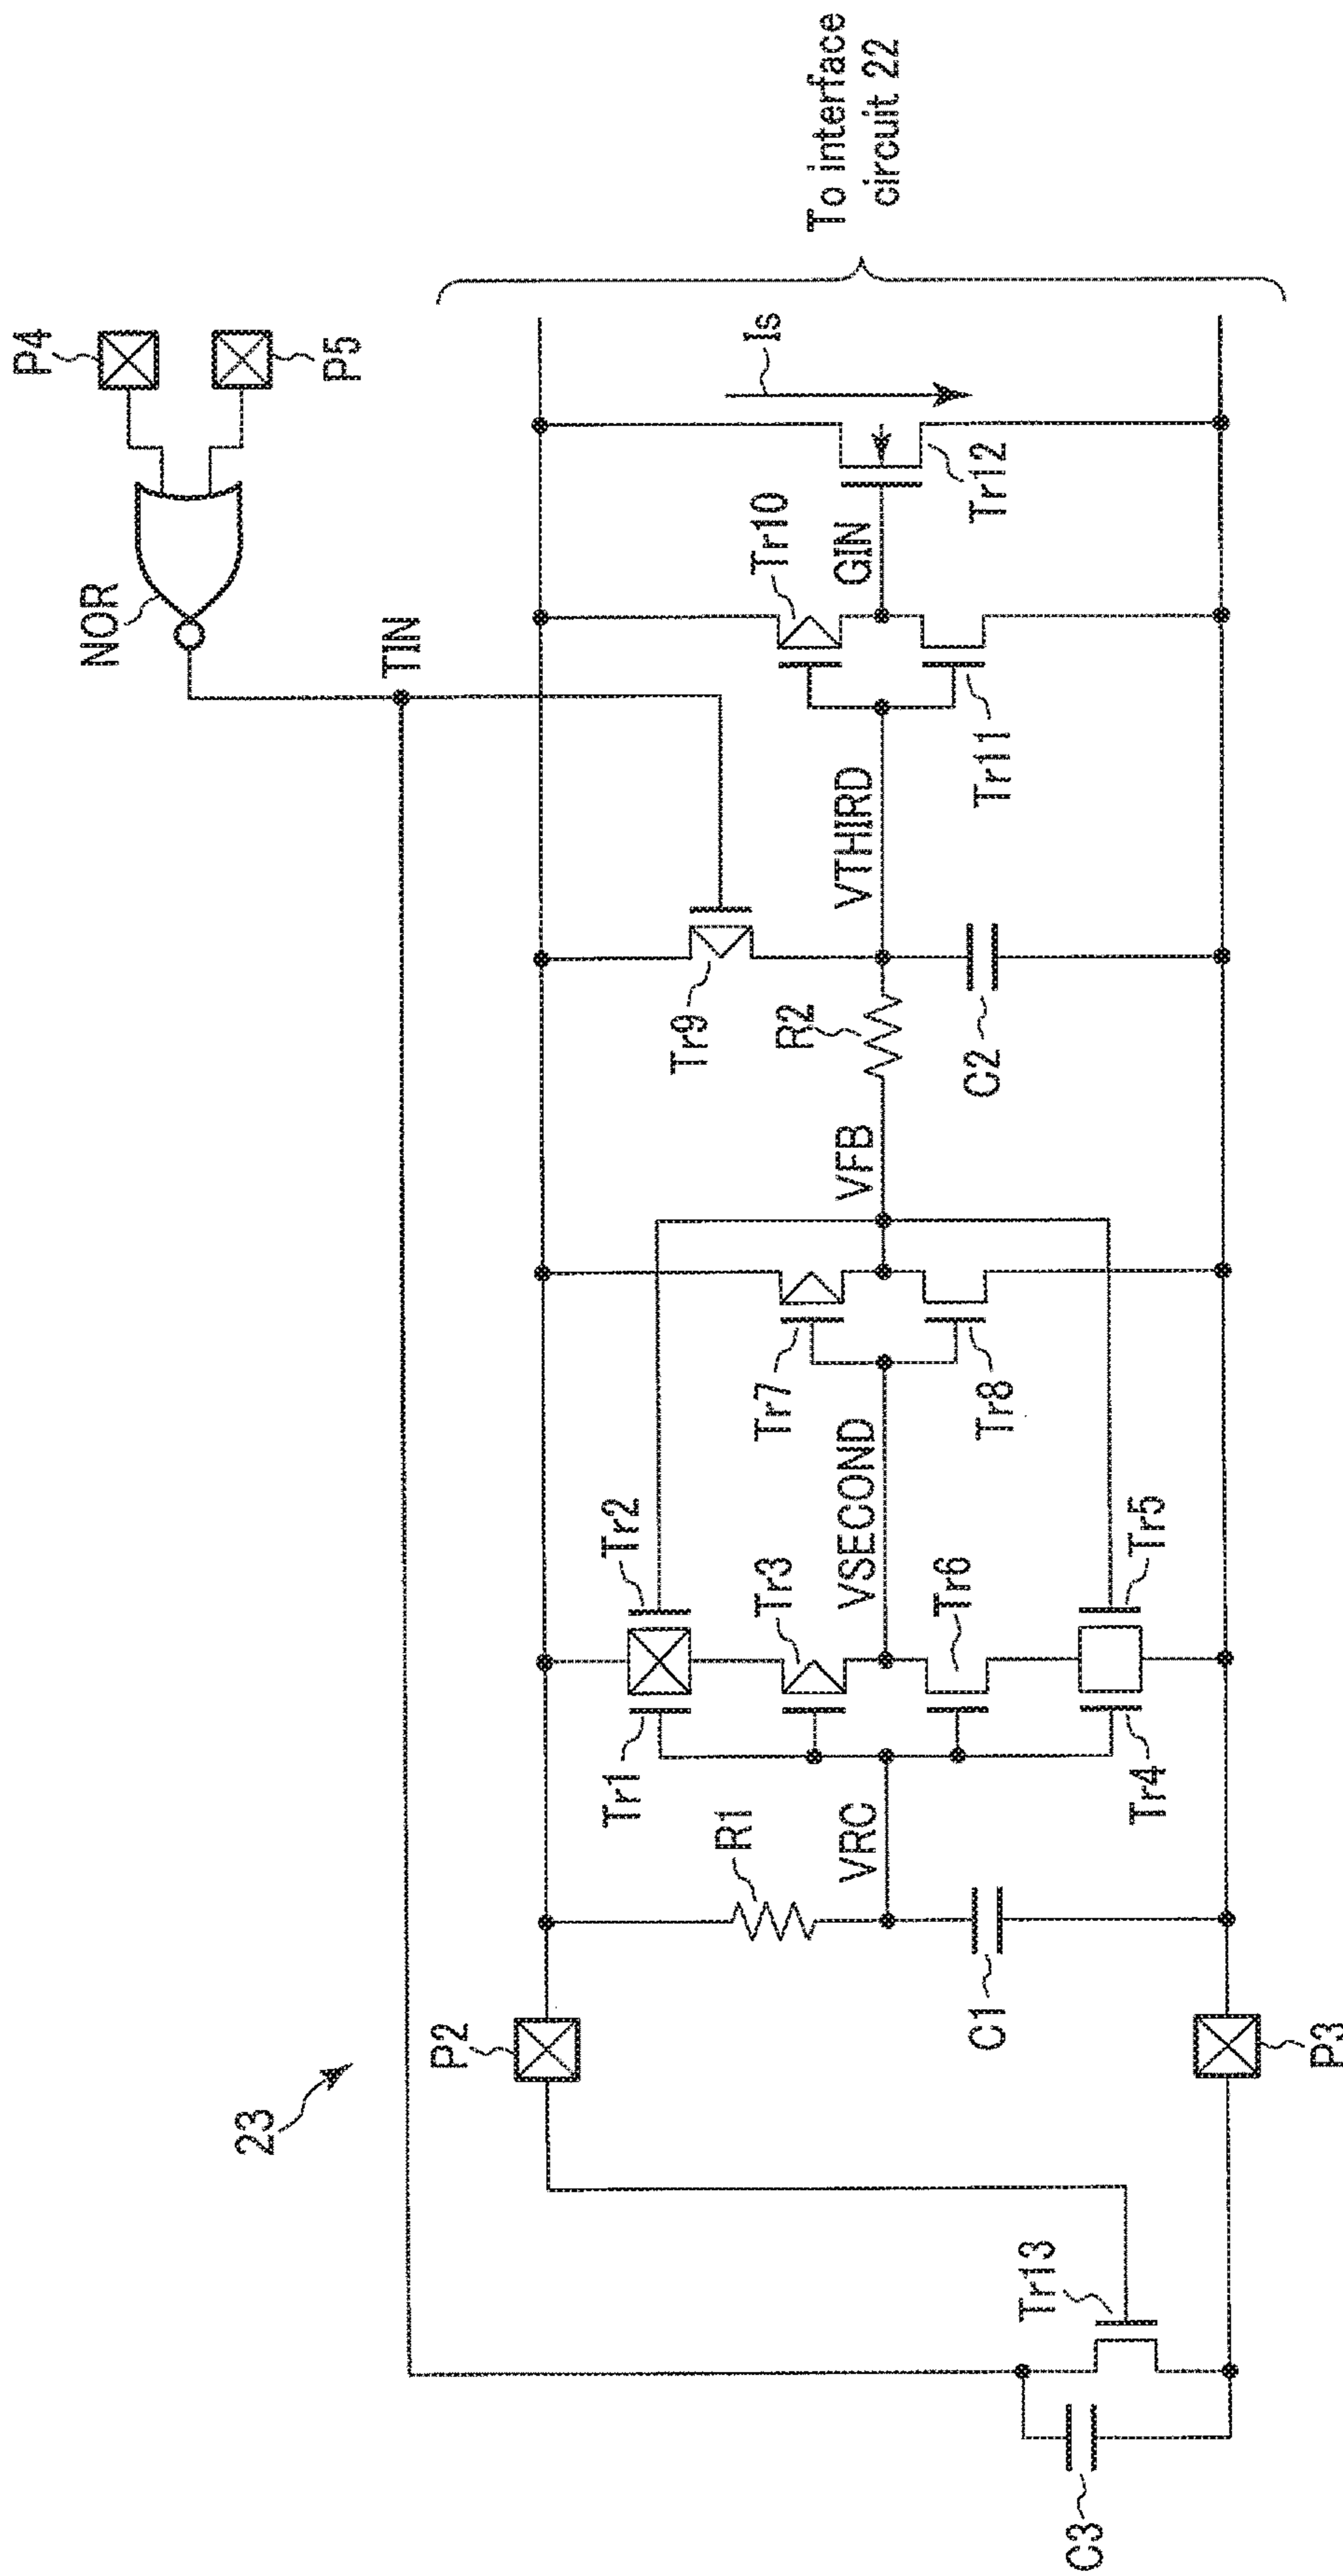 23
P4
P5
NOR
TIN
To interface
circuit 22
P2
R1
VRC
C1
P3
Tr1
Tr2
Tr3
VSECOND
Tr6
Tr4
Tr5
Tr7
Tr8
VFB
R2
Tr9
VTHIRD
C2
Tr10
GIN
Tr11
Tr12
Is
Tr13
C3